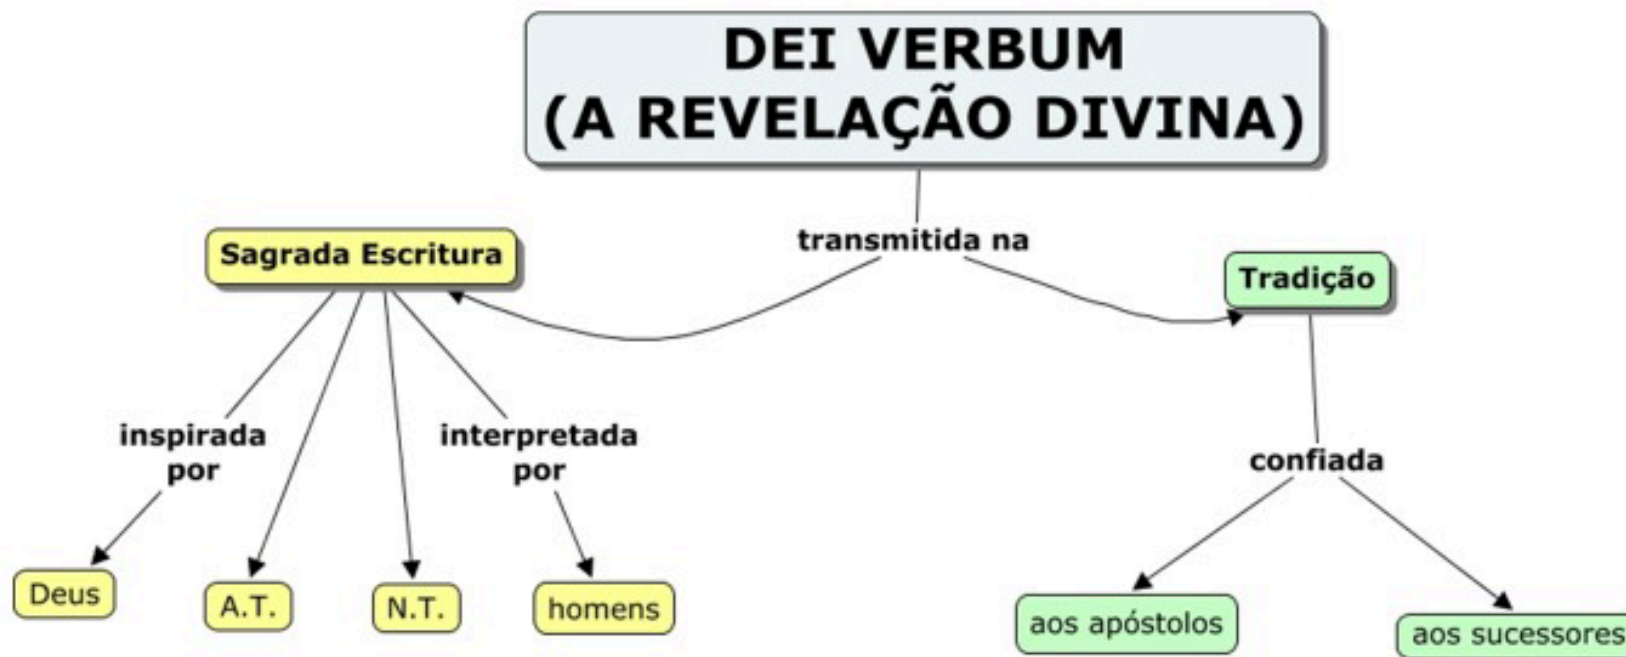 DEI VERBUM
(A REVELAÇÃO DIVINA)
transmitida na
Sagrada Escritura
Tradição
inspirada
por
interpretada
por
confiada
Deus
A.T.
N.T.
homens
aos apóstolos
aos sucessores